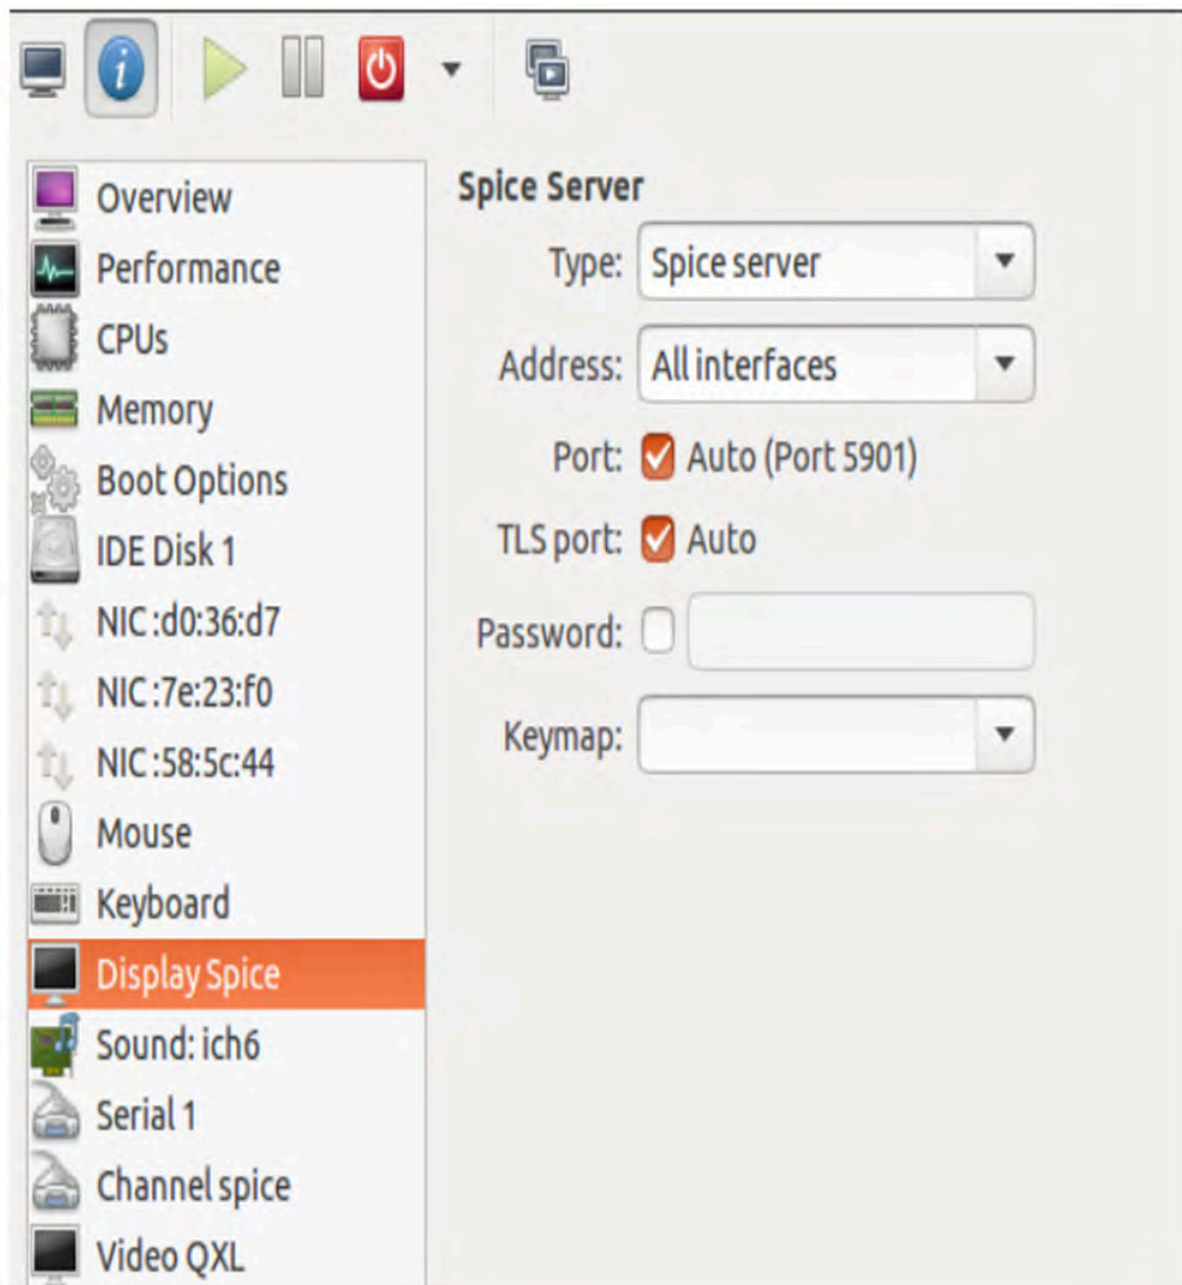 Overview
Performance
CPUs
Memory
Boot Options
IDE Disk 1
NIC :d0:36:d7
NIC :7e:23:f0
NIC :58:5c:44
Mouse
Keyboard
Display Spice
Sound: ich6
Serial 1
Channel spice
Video QXL
Spice Server
Type: Spice server
Address: All interfaces
Port: Auto (Port 5901)
TLS port: Auto
Password:
Keymap: